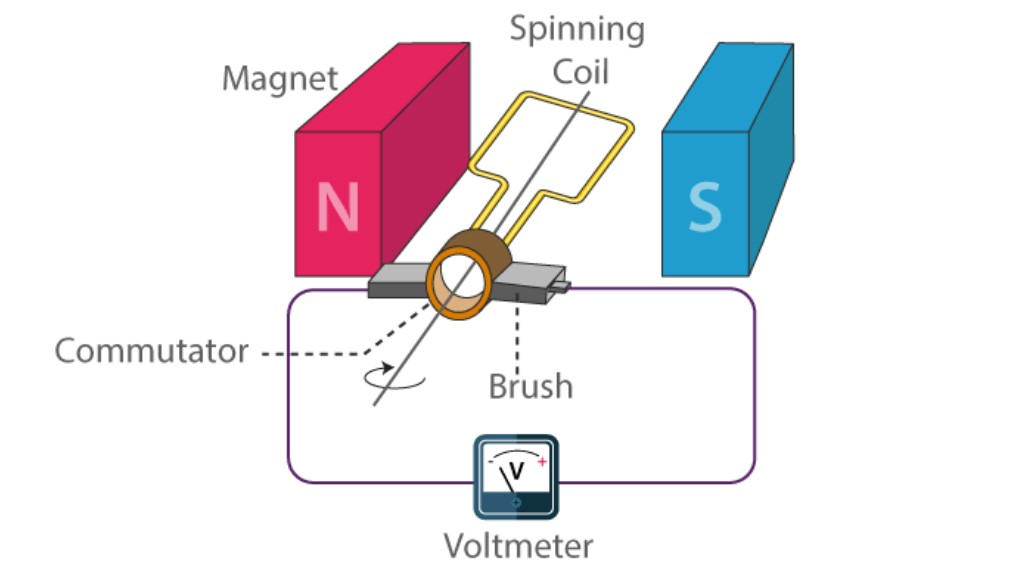 Spinning
Coil
Magnet
N
S
Commutator
Brush
- V +
Voltmeter